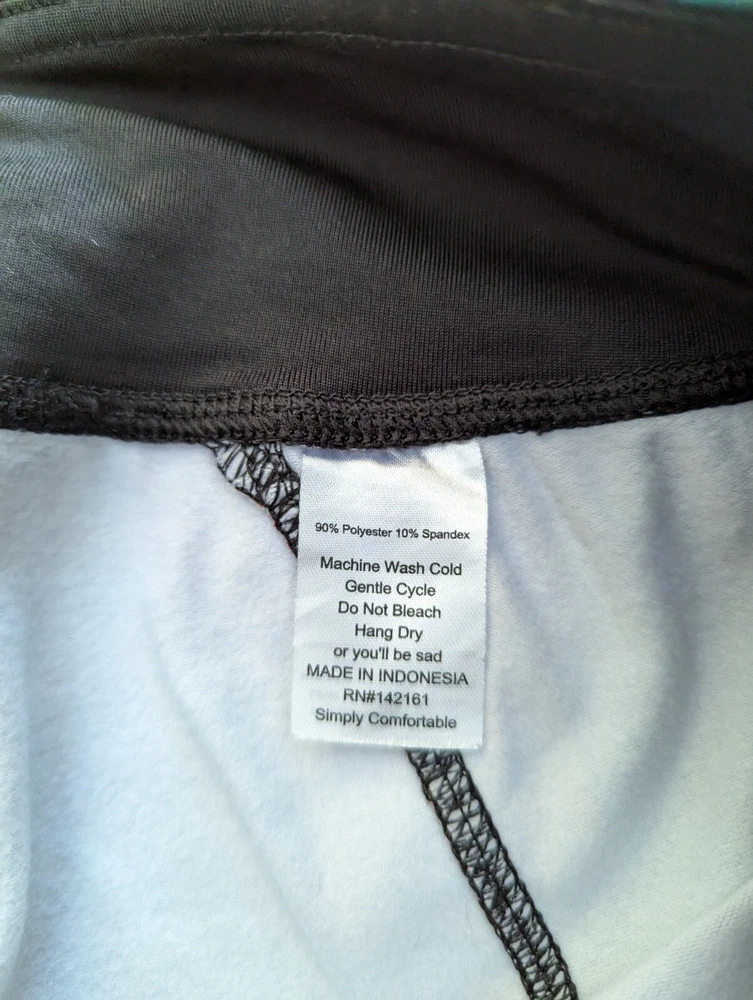 90% Polyester 10% Spandex
Machine Wash Cold
Gentle Cycle
Do Not Bleach
Hang Dry
or you'll be sad
MADE IN INDONESIA
RN#142161
Simply Comfortable